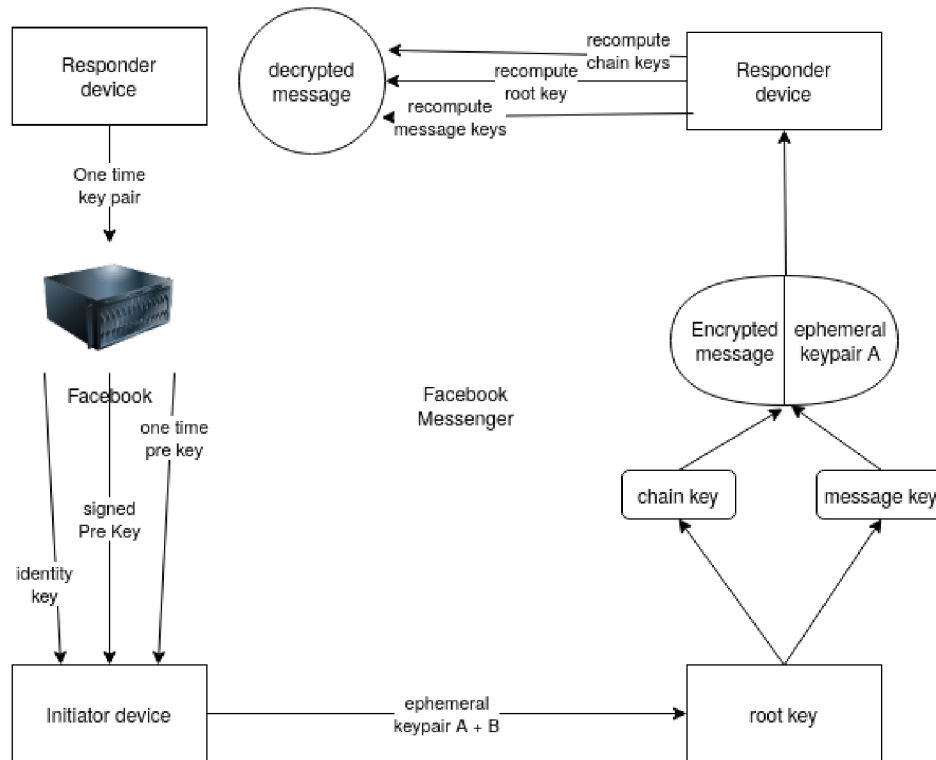 Responder
device
decrypted
message
recompute
chain keys
recompute
root key
recompute
message keys
Responder
device
One time
key pair
Facebook
one time
pre key
signed
Pre Key
identity
key
Facebook
Messenger
Encrypted
message
ephemeral
keypair A
chain key
message key
Initiator device
ephemeral
keypair A + B
root key